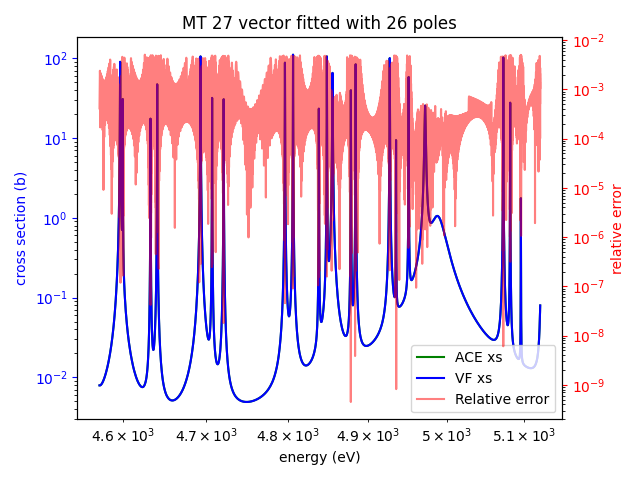 MT 27 vector fitted with 26 poles
10²
10¹
10⁰
10⁻¹
10⁻²
cross section (b)
10⁻²
10⁻³
10⁻⁴
10⁻⁵
10⁻⁶
10⁻⁷
10⁻⁸
10⁻⁹
relative error
ACE xs
VF xs
Relative error
4.6 × 10³ 4.7 × 10³ 4.8 × 10³ 4.9 × 10³ 5 × 10³ 5.1 × 10³
energy (eV)